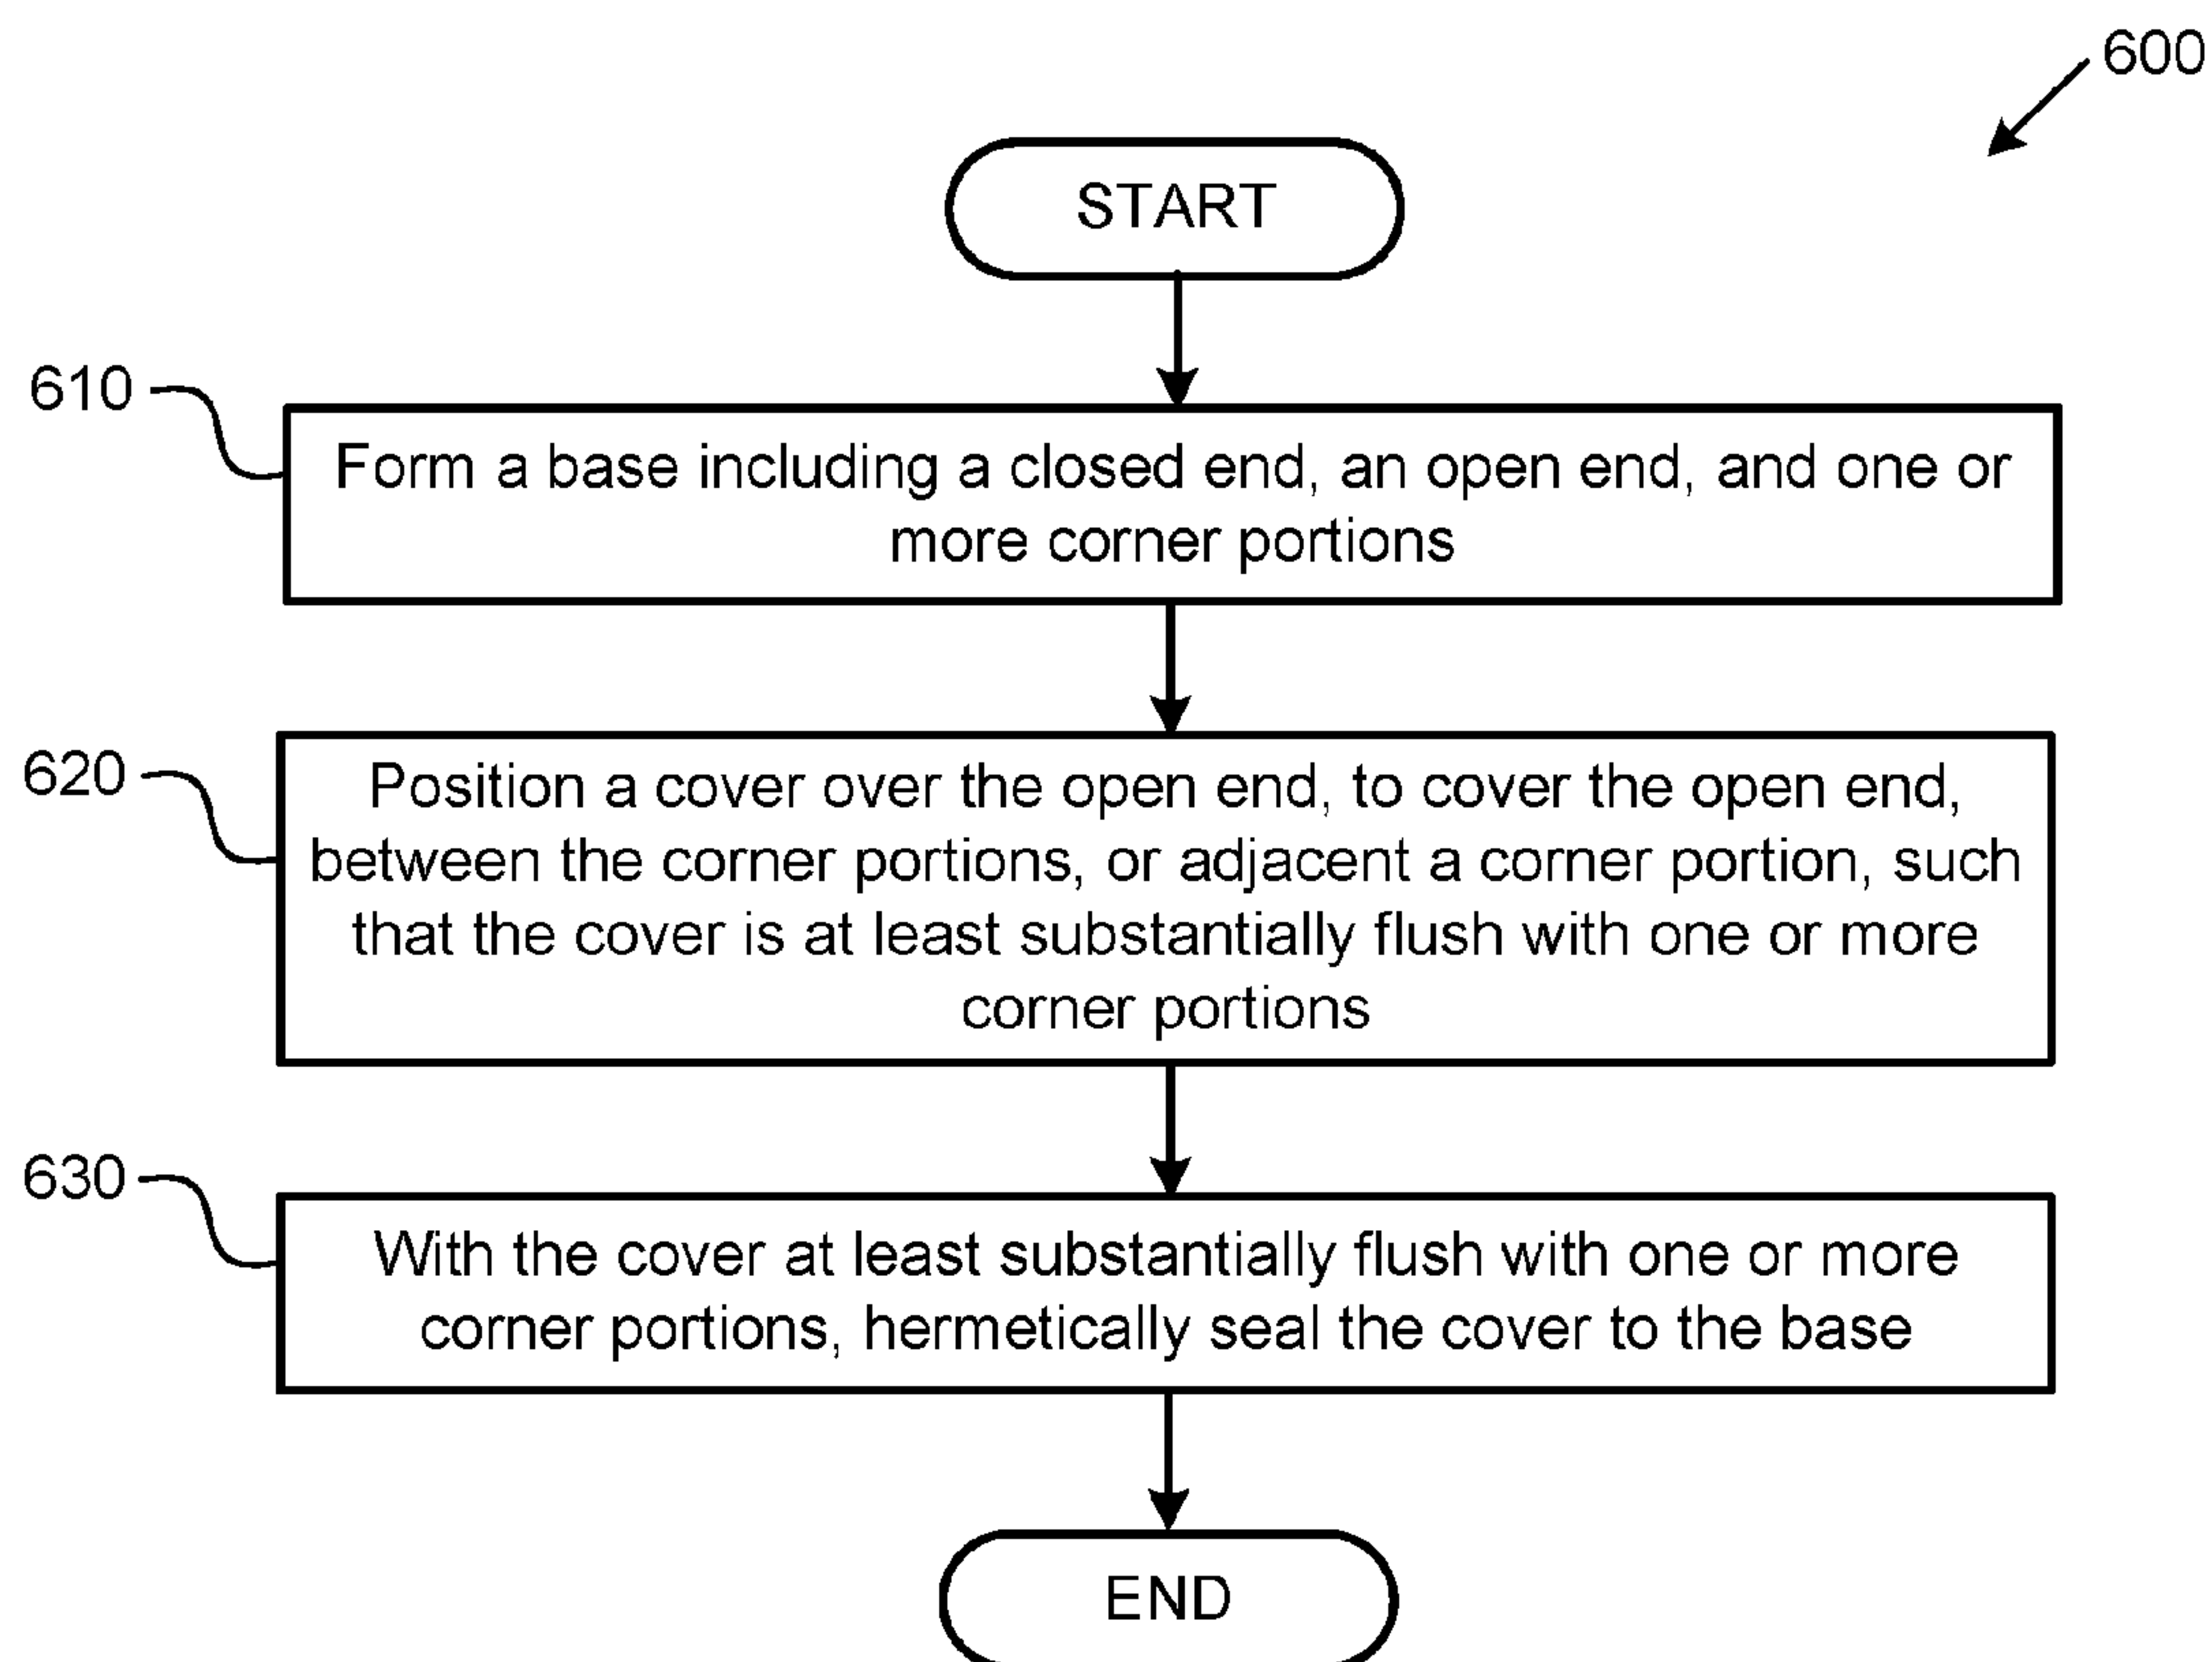 600
START
610
Form a base including a closed end, an open end, and one or
more corner portions
620
Position a cover over the open end, to cover the open end,
between the corner portions, or adjacent a corner portion, such
that the cover is at least substantially flush with one or more
corner portions
630
With the cover at least substantially flush with one or more
corner portions, hermetically seal the cover to the base
END